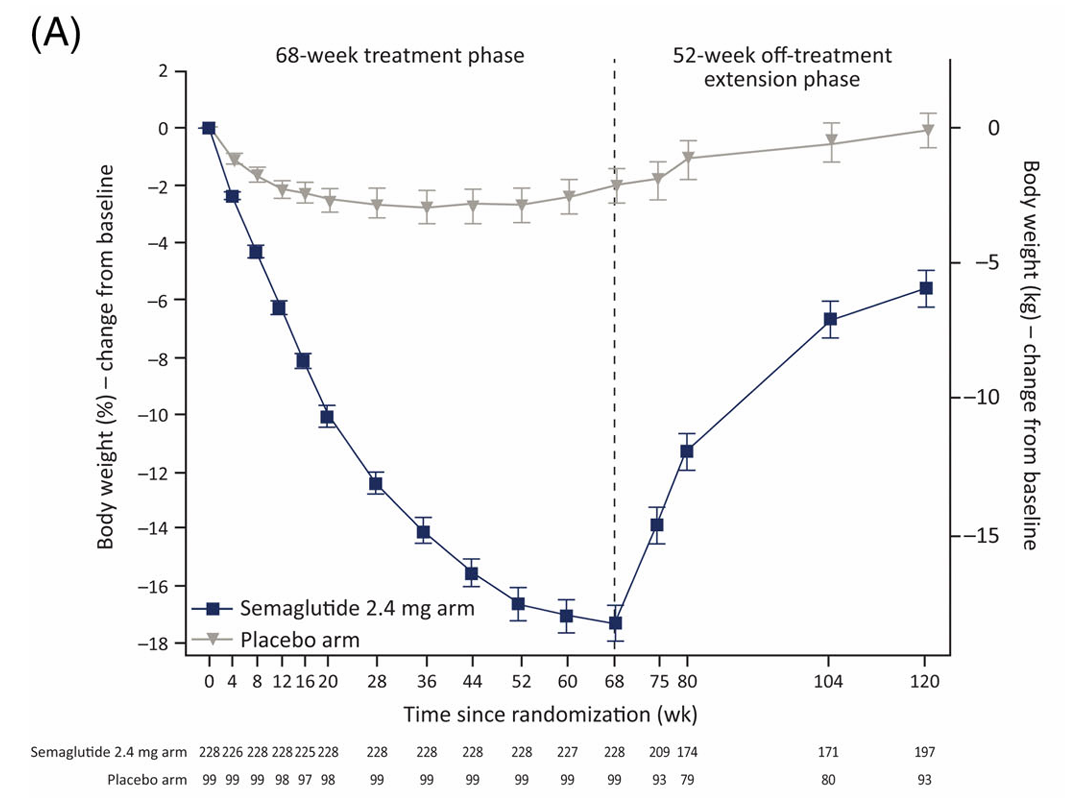 (A)
68-week treatment phase
52-week off-treatment
extension phase
Body weight (%) – change from baseline
2
0
−2
−4
−6
−8
−10
−12
−14
−16
−18
0
−5
−10
−15
Body weight (kg) – change from baseline
Semaglutide 2.4 mg arm
Placebo arm
0 4 8 12 16 20 28 36 44 52 60 68 75 80 104 120
Time since randomization (wk)
Semaglutide 2.4 mg arm 228 226 228 228 225 228 228 228 228 228 227 228 209 174 171 197
Placebo arm 99 99 99 98 97 98 99 99 99 99 99 99 93 79 80 93